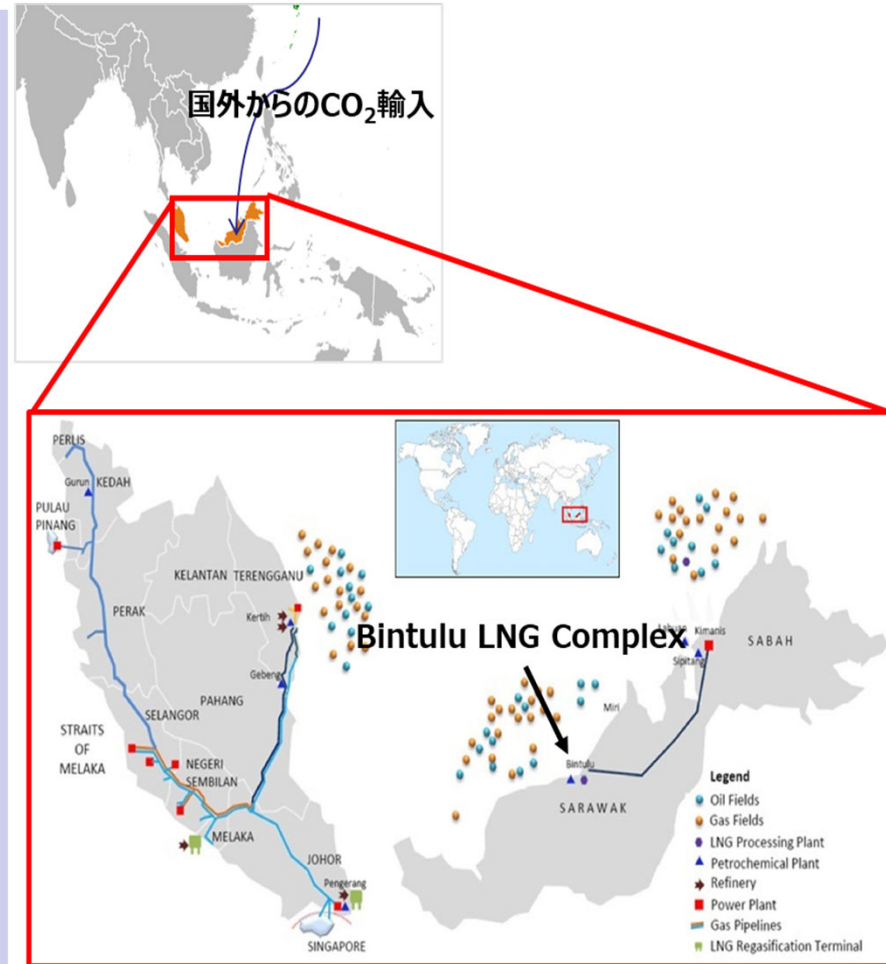 国外からのCO₂輸入
PERLIS
Gurun
KEDAH
PULAU
PINANG
KELANTAN
TERENGGANU
PERAK
Kertih
Bintulu LNG Complex
Labuan
Kimanis
SABAH
Sipitang
Gebeng
PAHANG
SELANGOR
STRAITS
OF
MELAKA
NEGERI
SEMBILAN
Miri
Bintulu
SARAWAK
MELAKA
JOHOR
Pengerang
SINGAPORE
Legend
Oil Fields
Gas Fields
LNG Processing Plant
Petrochemical Plant
Refinery
Power Plant
Gas Pipelines
LNG Regasification Terminal